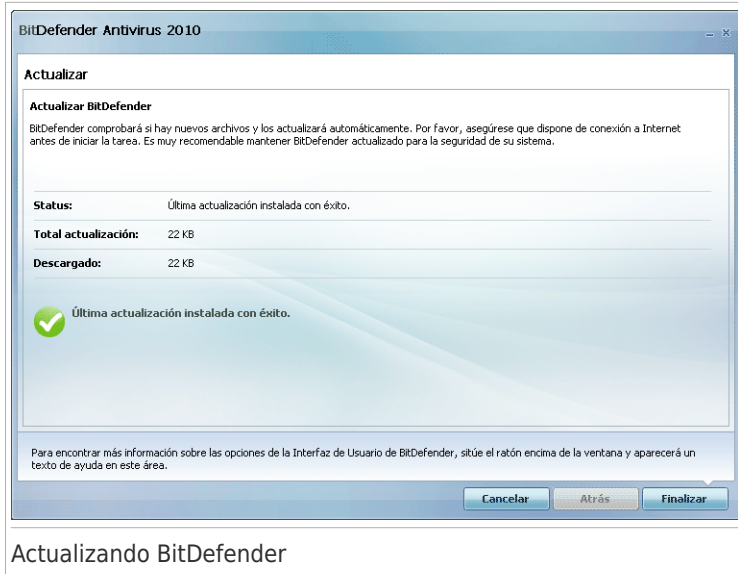 BitDefender Antivirus 2010
Actualizar
Actualizar BitDefender
BitDefender comprobará si hay nuevos archivos y los actualizará automáticamente. Por favor, asegúrese que dispone de conexión a Internet
antes de iniciar la tarea. Es muy recomendable mantener BitDefender actualizado para la seguridad de su sistema.
Status: Última actualización instalada con éxito.
Total actualización: 22 KB
Descargado: 22 KB
Última actualización instalada con éxito.
Para encontrar más información sobre las opciones de la Interfaz de Usuario de BitDefender, sitúe el ratón encima de la ventana y aparecerá un
texto de ayuda en este área.
Cancelar Atrás Finalizar
Actualizando BitDefender